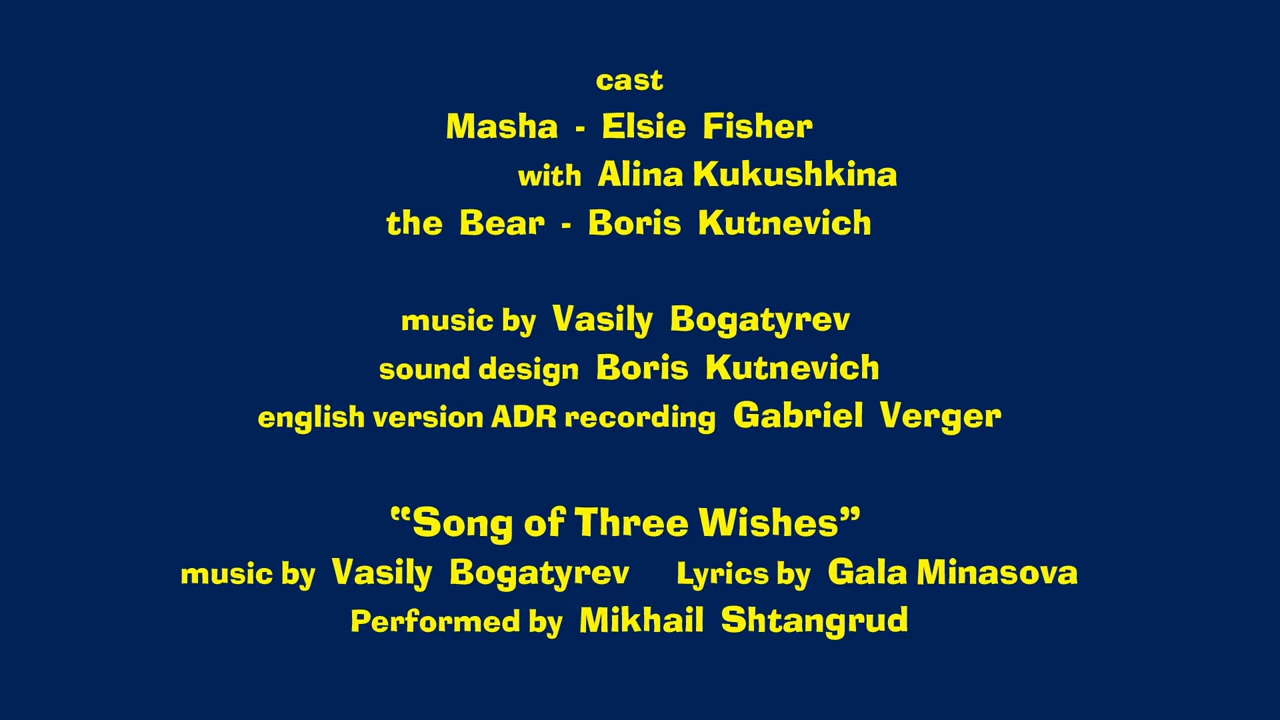 cast
Masha - Elsie Fisher
with Alina Kukushkina
the Bear - Boris Kutnevich
music by Vasily Bogatyrev
sound design Boris Kutnevich
english version ADR recording Gabriel Verger
“Song of Three Wishes”
music by Vasily Bogatyrev Lyrics by Gala Minasova
Performed by Mikhail Shtangrud